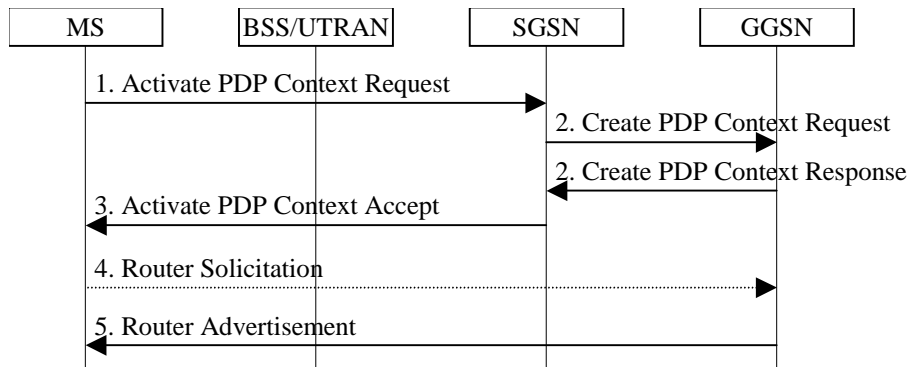 MS
BSS/UTRAN
SGSN
GGSN
1. Activate PDP Context Request
2. Create PDP Context Request
2. Create PDP Context Response
3. Activate PDP Context Accept
4. Router Solicitation
5. Router Advertisement